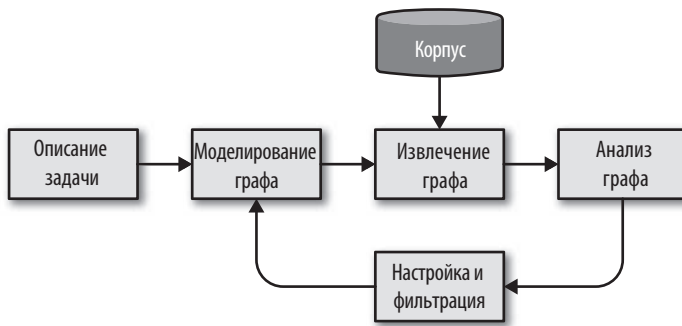 Корпус
Описание
задачи
Моделирование
графа
Извлечение
графа
Анализ
графа
Настройка и
фильтрация